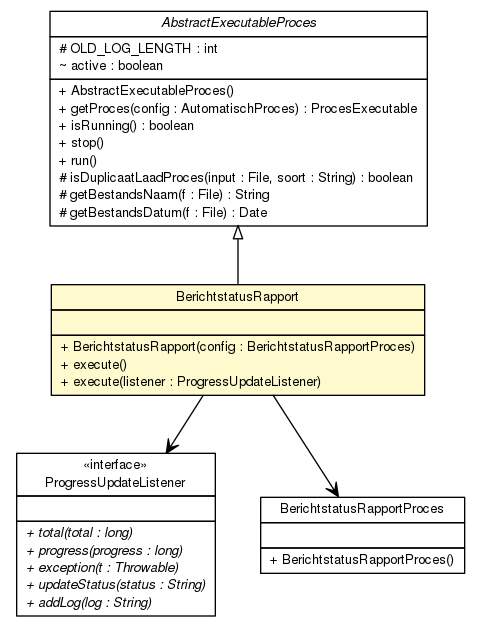 AbstractExecutableProces
# OLD_LOG_LENGTH : int
~ active : boolean
+ AbstractExecutableProces()
+ getProces(config : AutomatischProces) : ProcesExecutable
+ isRunning() : boolean
+ stop()
+ run()
# isDuplicaatLaadProces(input : File, soort : String) : boolean
# getBestandsNaam(f : File) : String
# getBestandsDatum(f : File) : Date
BerichtstatusRapport
+ BerichtstatusRapport(config : BerichtstatusRapportProces)
+ execute()
+ execute(listener : ProgressUpdateListener)
«interface»
ProgressUpdateListener
+ total(total : long)
+ progress(progress : long)
+ exception(t : Throwable)
+ updateStatus(status : String)
+ addLog(log : String)
BerichtstatusRapportProces
+ BerichtstatusRapportProces()